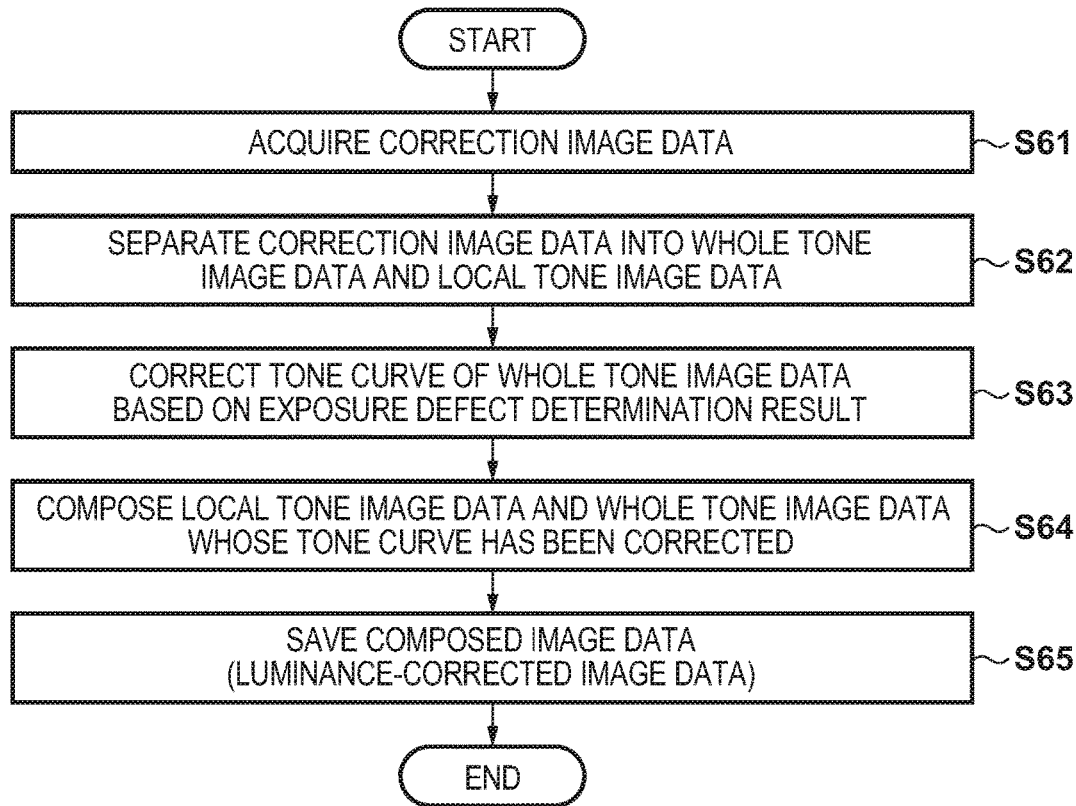 START
ACQUIRE CORRECTION IMAGE DATA
S61
SEPARATE CORRECTION IMAGE DATA INTO WHOLE TONE
IMAGE DATA AND LOCAL TONE IMAGE DATA
S62
CORRECT TONE CURVE OF WHOLE TONE IMAGE DATA
BASED ON EXPOSURE DEFECT DETERMINATION RESULT
S63
COMPOSE LOCAL TONE IMAGE DATA AND WHOLE TONE IMAGE DATA
WHOSE TONE CURVE HAS BEEN CORRECTED
S64
SAVE COMPOSED IMAGE DATA
(LUMINANCE-CORRECTED IMAGE DATA)
S65
END